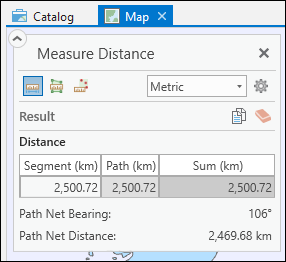 Catalog Map
Measure Distance
Metric
Result
Distance
Segment (km) Path (km) Sum (km)
2,500.72 2,500.72 2,500.72
Path Net Bearing: 106°
Path Net Distance: 2,469.68 km